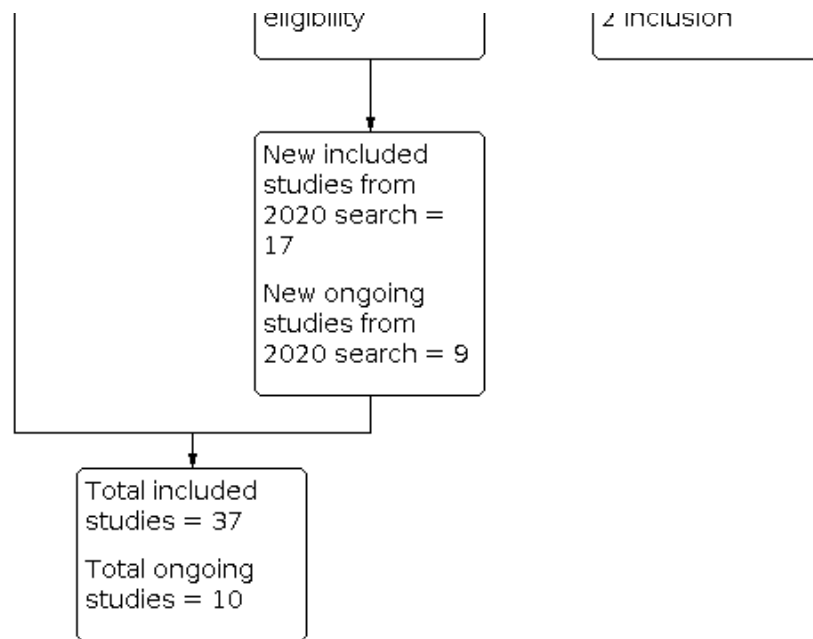 eligibility
2 inclusion
New included
studies from
2020 search =
17
New ongoing
studies from
2020 search = 9
Total included
studies = 37
Total ongoing
studies = 10